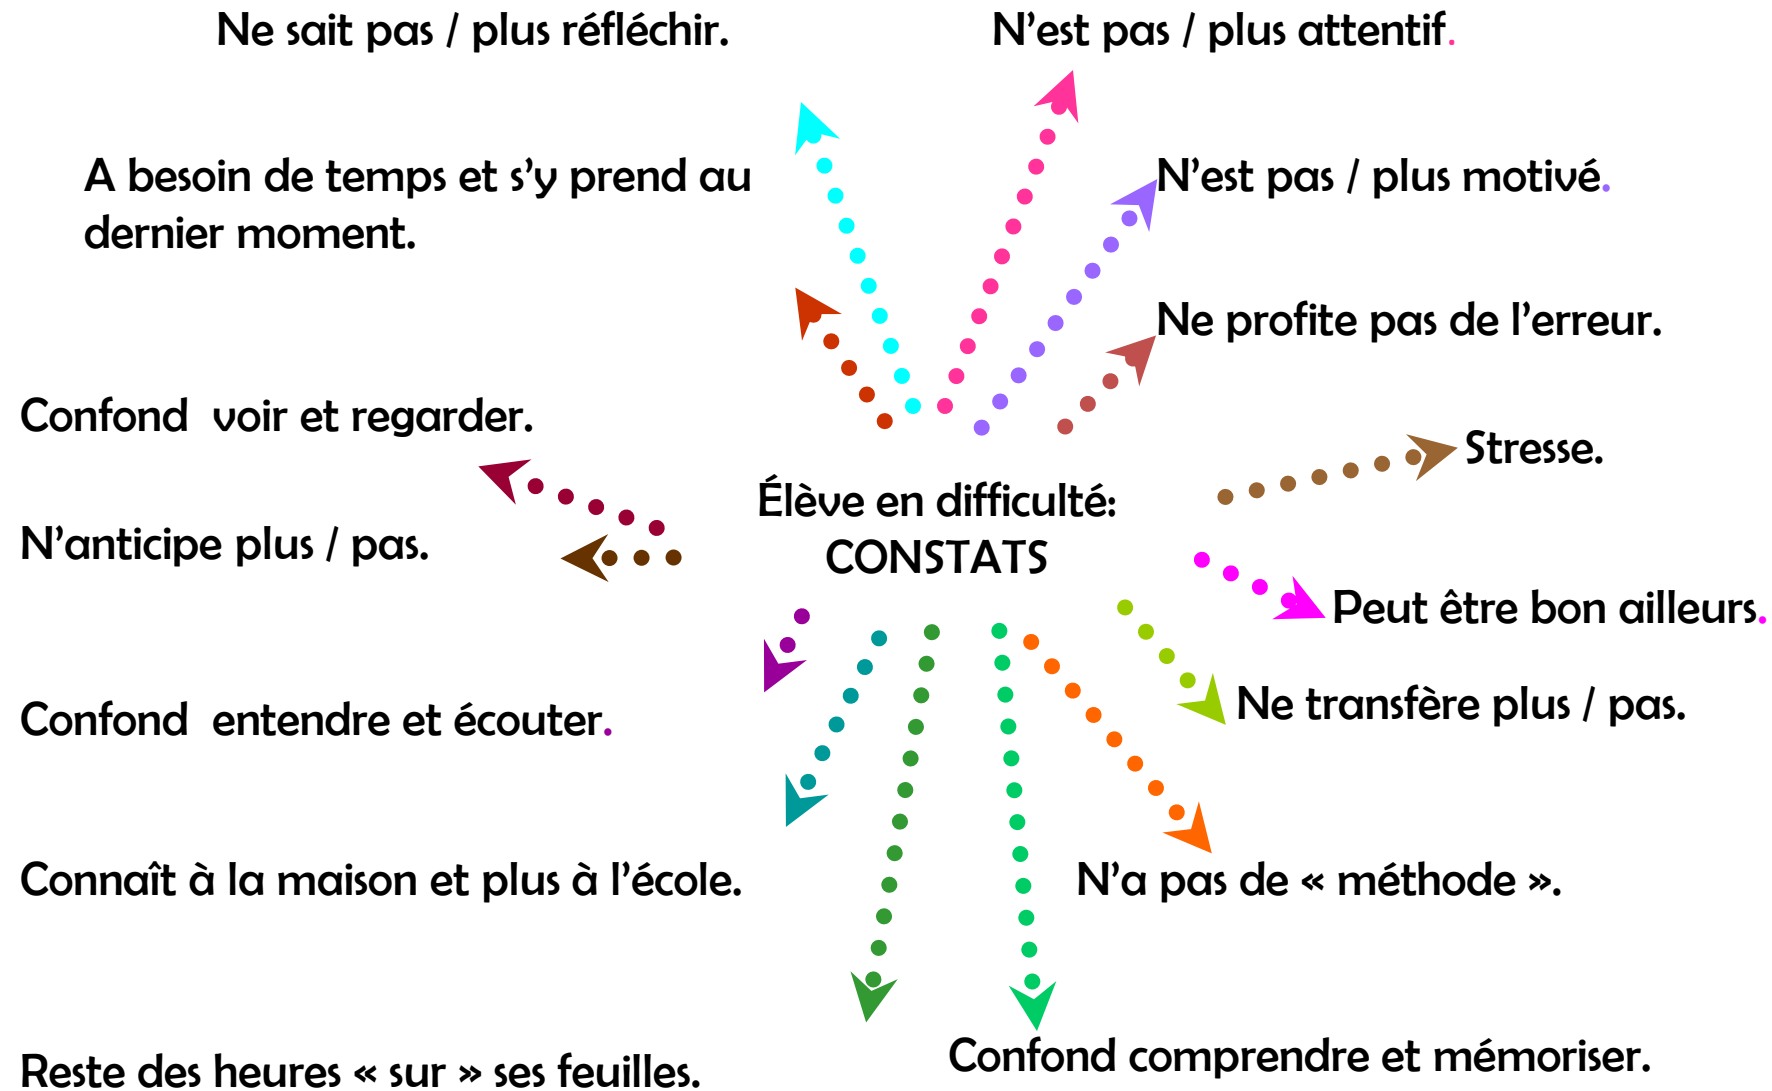 Ne sait pas / plus réfléchir.
N’est pas / plus attentif.
A besoin de temps et s’y prend au
dernier moment.
N’est pas / plus motivé.
Ne profite pas de l’erreur.
Confond voir et regarder.
Stresse.
Élève en difficulté:
CONSTATS
N’anticipe plus / pas.
Peut être bon ailleurs.
Confond entendre et écouter.
Ne transfère plus / pas.
Connaît à la maison et plus à l’école.
N’a pas de « méthode ».
Reste des heures « sur » ses feuilles.
Confond comprendre et mémoriser.